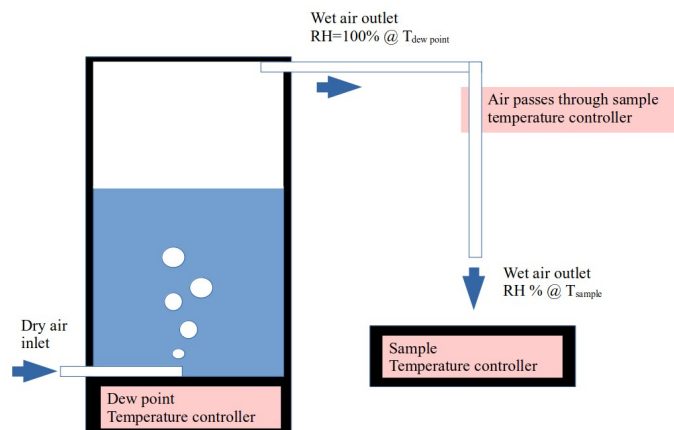 Wet air outlet
RH=100% @ Tdew point
Air passes through sample
temperature controller
Wet air outlet
RH % @ Tsample
Dry air
inlet
Sample
Temperature controller
Dew point
Temperature controller